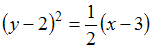 (y − 2)² = 1/2 (x − 3)